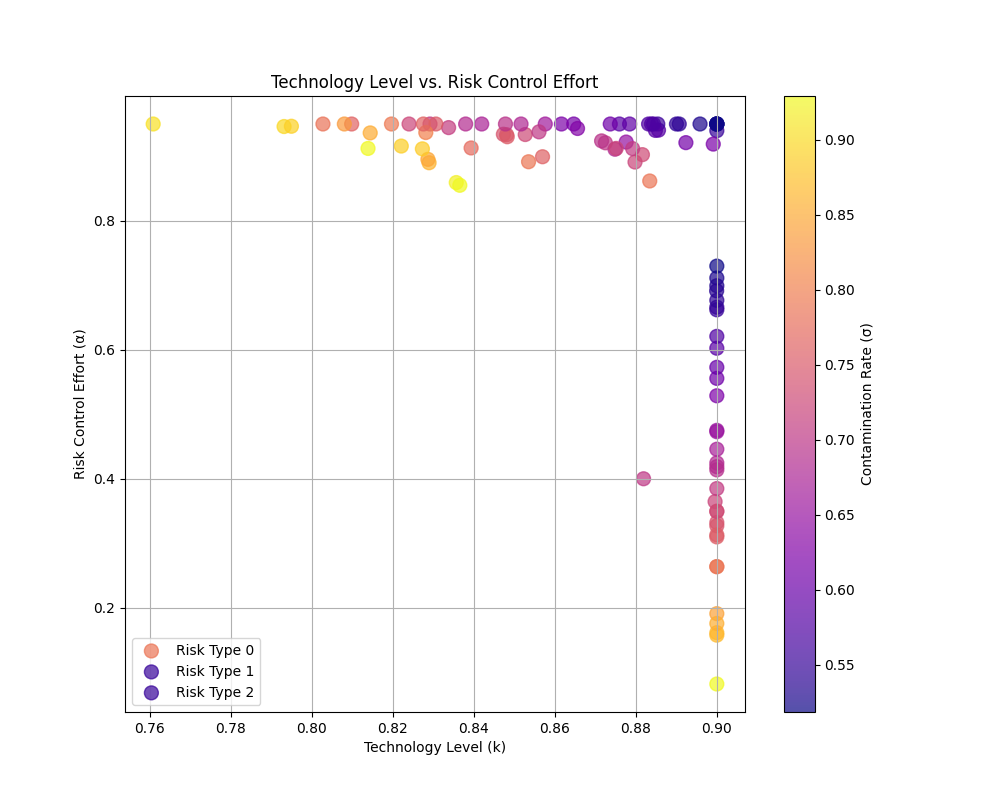 Technology Level vs. Risk Control Effort
Risk Control Effort (α)
0.8
0.6
0.4
0.2
0.76
0.78
0.80
0.82
0.84
0.86
0.88
0.90
Technology Level (k)
Risk Type 0
Risk Type 1
Risk Type 2
0.90
0.85
0.80
0.75
0.70
0.65
0.60
0.55
Contamination Rate (σ)